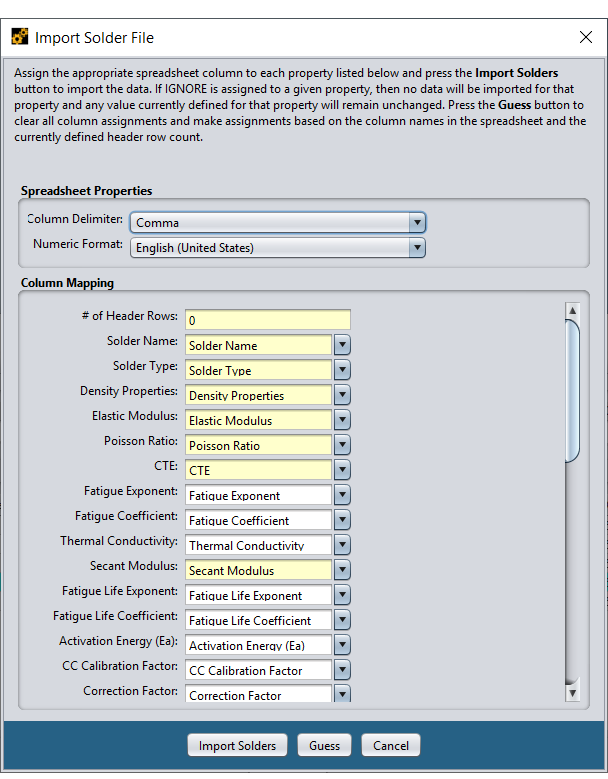 Import Solder File
Assign the appropriate spreadsheet column to each property listed below and press the Import Solders
button to import the data. If IGNORE is assigned to a given property, then no data will be imported for that
property and any value currently defined for that property will remain unchanged. Press the Guess button to
clear all column assignments and make assignments based on the column names in the spreadsheet and the
currently defined header row count.
Spreadsheet Properties
Column Delimiter: Comma
Numeric Format: English (United States)
Column Mapping
# of Header Rows: 0
Solder Name: Solder Name
Solder Type: Solder Type
Density Properties: Density Properties
Elastic Modulus: Elastic Modulus
Poisson Ratio: Poisson Ratio
CTE: CTE
Fatigue Exponent: Fatigue Exponent
Fatigue Coefficient: Fatigue Coefficient
Thermal Conductivity: Thermal Conductivity
Secant Modulus: Secant Modulus
Fatigue Life Exponent: Fatigue Life Exponent
Fatigue Life Coefficient: Fatigue Life Coefficient
Activation Energy (Ea): Activation Energy (Ea)
CC Calibration Factor: CC Calibration Factor
Correction Factor: Correction Factor
Import Solders Guess Cancel